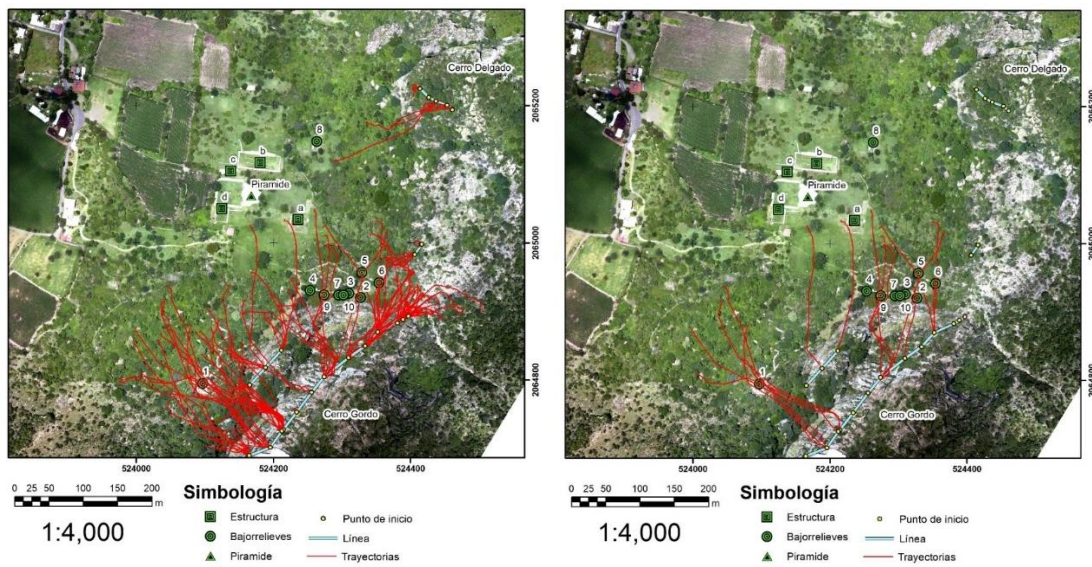 Cerro Delgado
2065200
8
b
c
Piramide
d
a
2065000
5
6
4
7
3
2
9
10
1
2064800
Cerro Gordo
524000
524200
524400
0 25 50 100 150 200
m
1:4,000
Simbología
Estructura
Bajorrelieves
Piramide
Punto de inicio
Línea
Trayectorias
Cerro Delgado
2065200
8
b
c
Piramide
d
a
2065000
5
6
4
7
3
2
9
10
1
2064800
Cerro Gordo
524000
524200
524400
0 25 50 100 150 200
m
1:4,000
Simbología
Estructura
Bajorrelieves
Piramide
Punto de inicio
Línea
Trayectorias